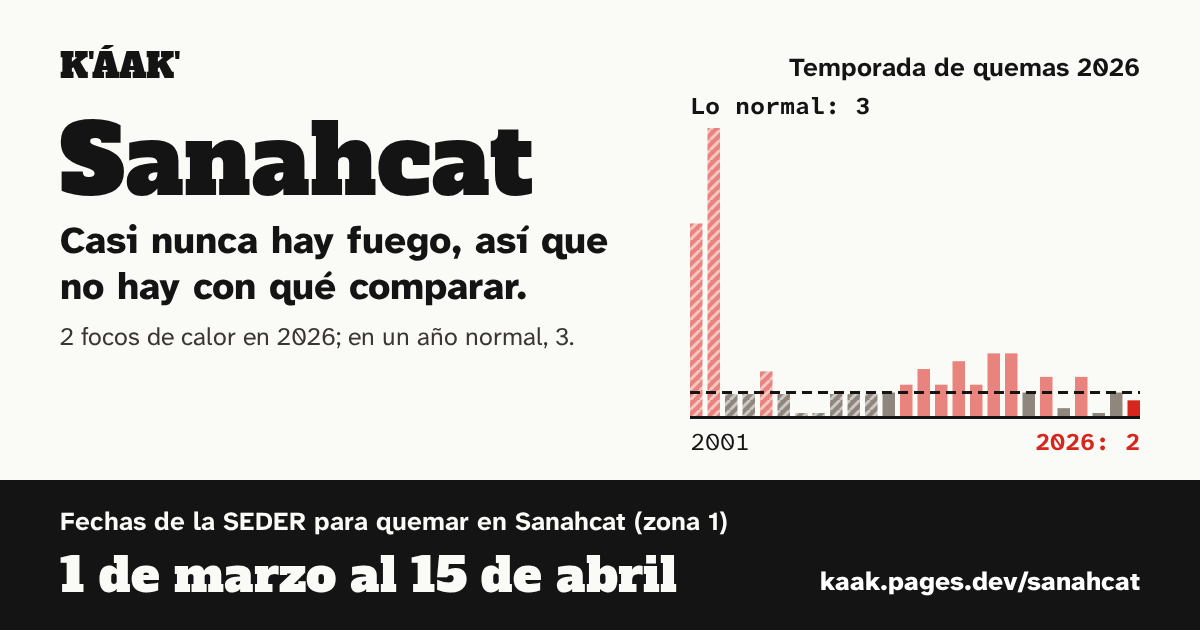 K'ÁAK'
Temporada de quemas 2026
Sanahcat
Casi nunca hay fuego, así que
no hay con qué comparar.
2 focos de calor en 2026; en un año normal, 3.
Lo normal: 3
2001
2026: 2
Fechas de la SEDER para quemar en Sanahcat (zona 1)
1 de marzo al 15 de abril
kaak.pages.dev/sanahcat